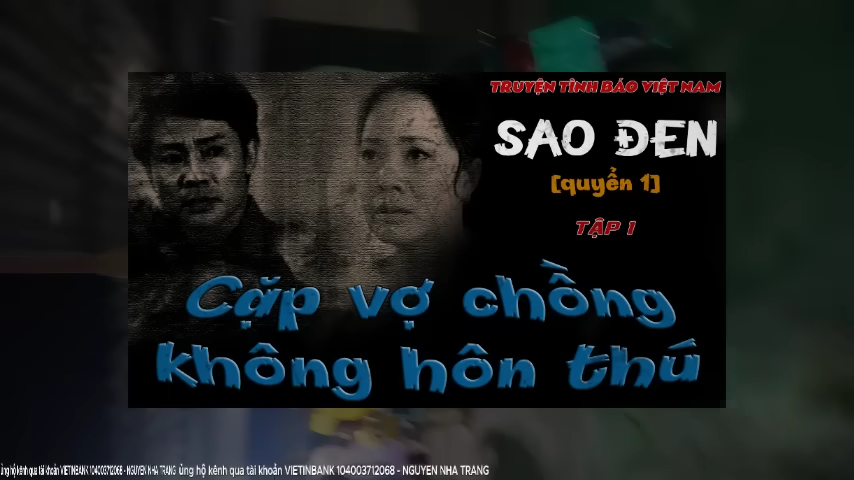 TRUYỆN TÌNH BÁO VIỆT NAM
SAO ĐEN
[quyển 1]
TẬP 1
Cặp vợ chồng
không hôn thú
ủng hộ kênh qua tài khoản VIETINBANK 104003712068 - NGUYEN NHA TRANG ủng hộ kênh qua tài khoản VIETINBANK 104003712068 - NGUYEN NHA TRANG